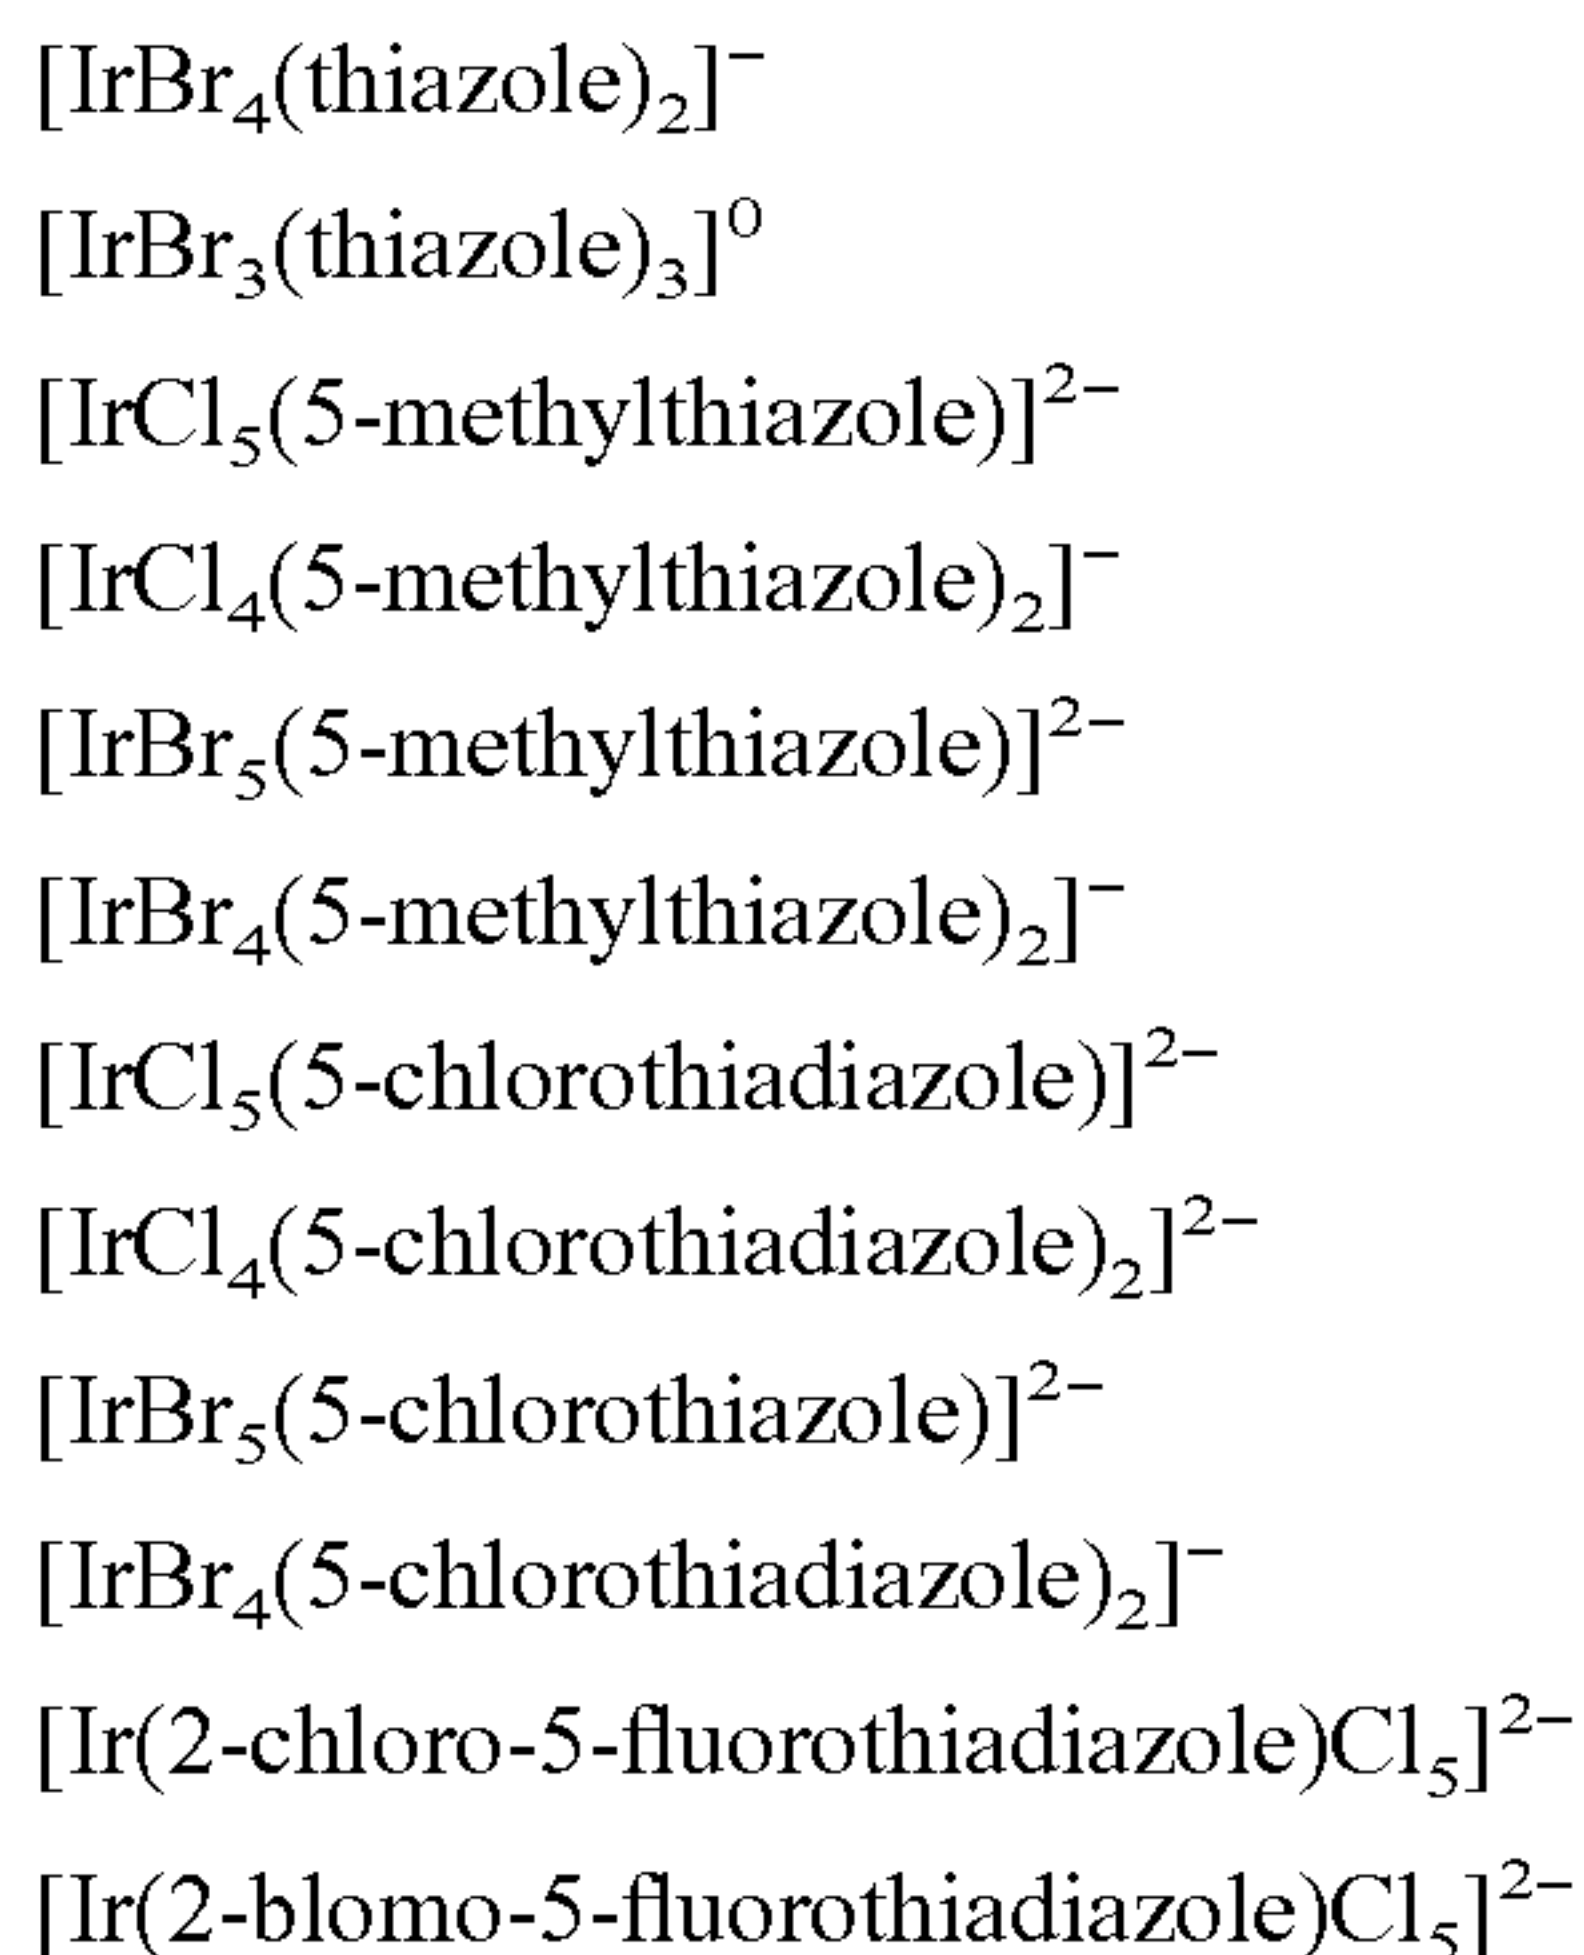 [IrBr₄(thiazole)₂]⁻
[IrBr₃(thiazole)₃]⁰
[IrCl₅(5-methylthiazole)]²⁻
[IrCl₄(5-methylthiazole)₂]⁻
[IrBr₅(5-methylthiazole)]²⁻
[IrBr₄(5-methylthiazole)₂]⁻
[IrCl₅(5-chlorothiadiazole)]²⁻
[IrCl₄(5-chlorothiadiazole)₂]²⁻
[IrBr₅(5-chlorothiazole)]²⁻
[IrBr₄(5-chlorothiadiazole)₂]⁻
[Ir(2-chloro-5-fluorothiadiazole)Cl₅]²⁻
[Ir(2-blomo-5-fluorothiadiazole)Cl₅]²⁻